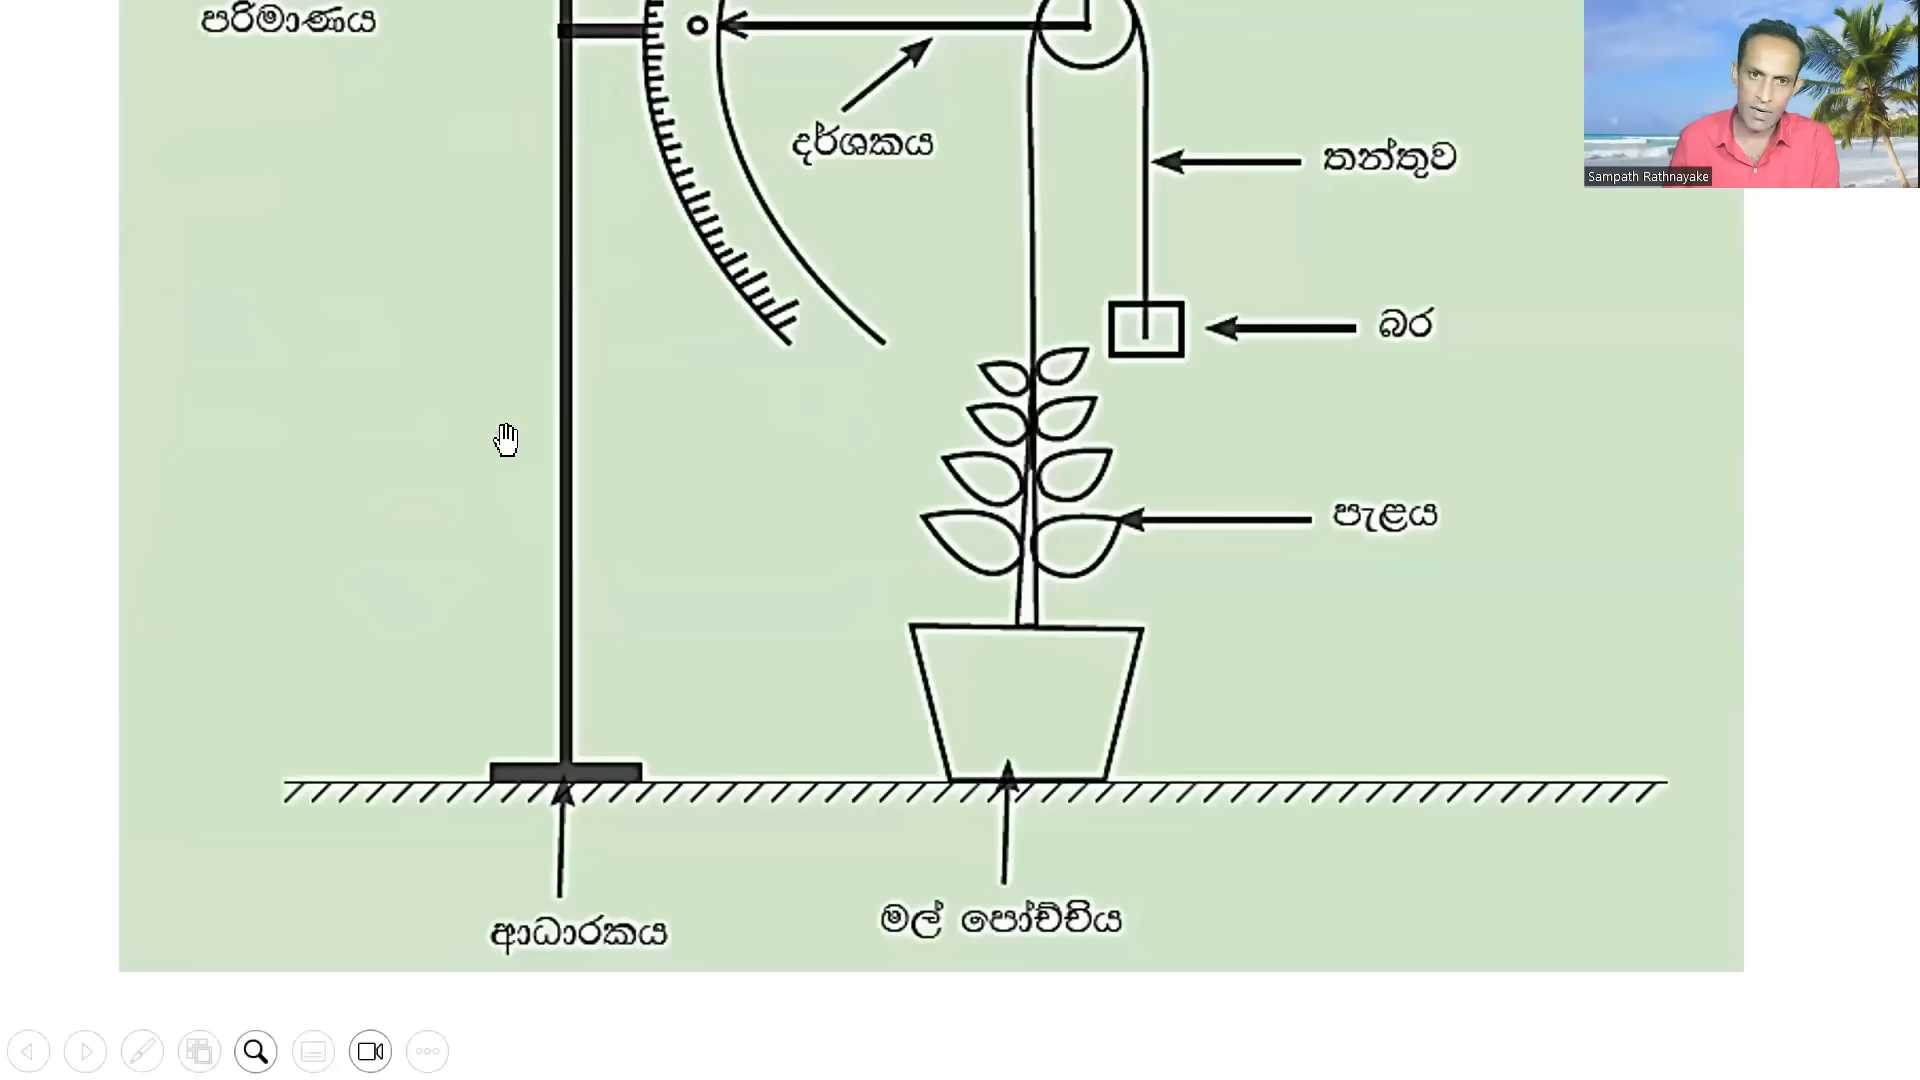 පරිමාණය
දර්ශකය
තන්තුව
Sampath Rathnayake
බර
පැළය
ආධාරකය
මල් පෝච්චිය